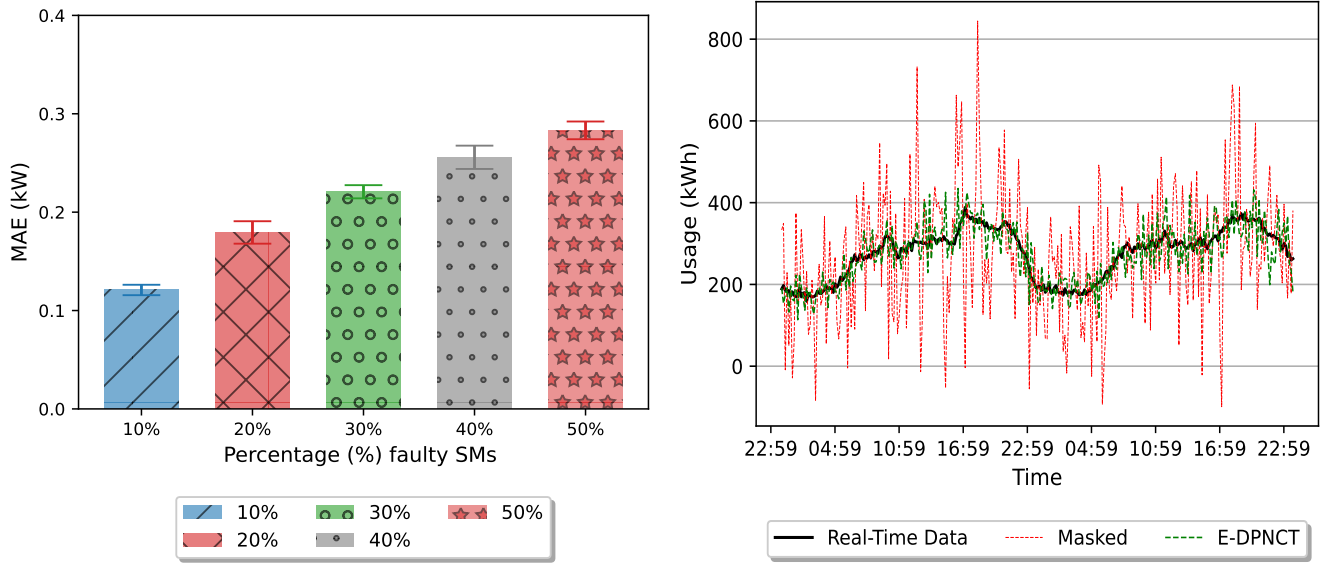 0.4
0.3
0.2
0.1
0.0
MAE (kW)
10% 20% 30% 40% 50%
Percentage (%) faulty SMs
10% 30% 50%
20% 40%
800
600
400
200
0
Usage (kWh)
22:59 04:59 10:59 16:59 22:59 04:59 10:59 16:59 22:59
Time
Real-Time Data Masked E-DPNCT